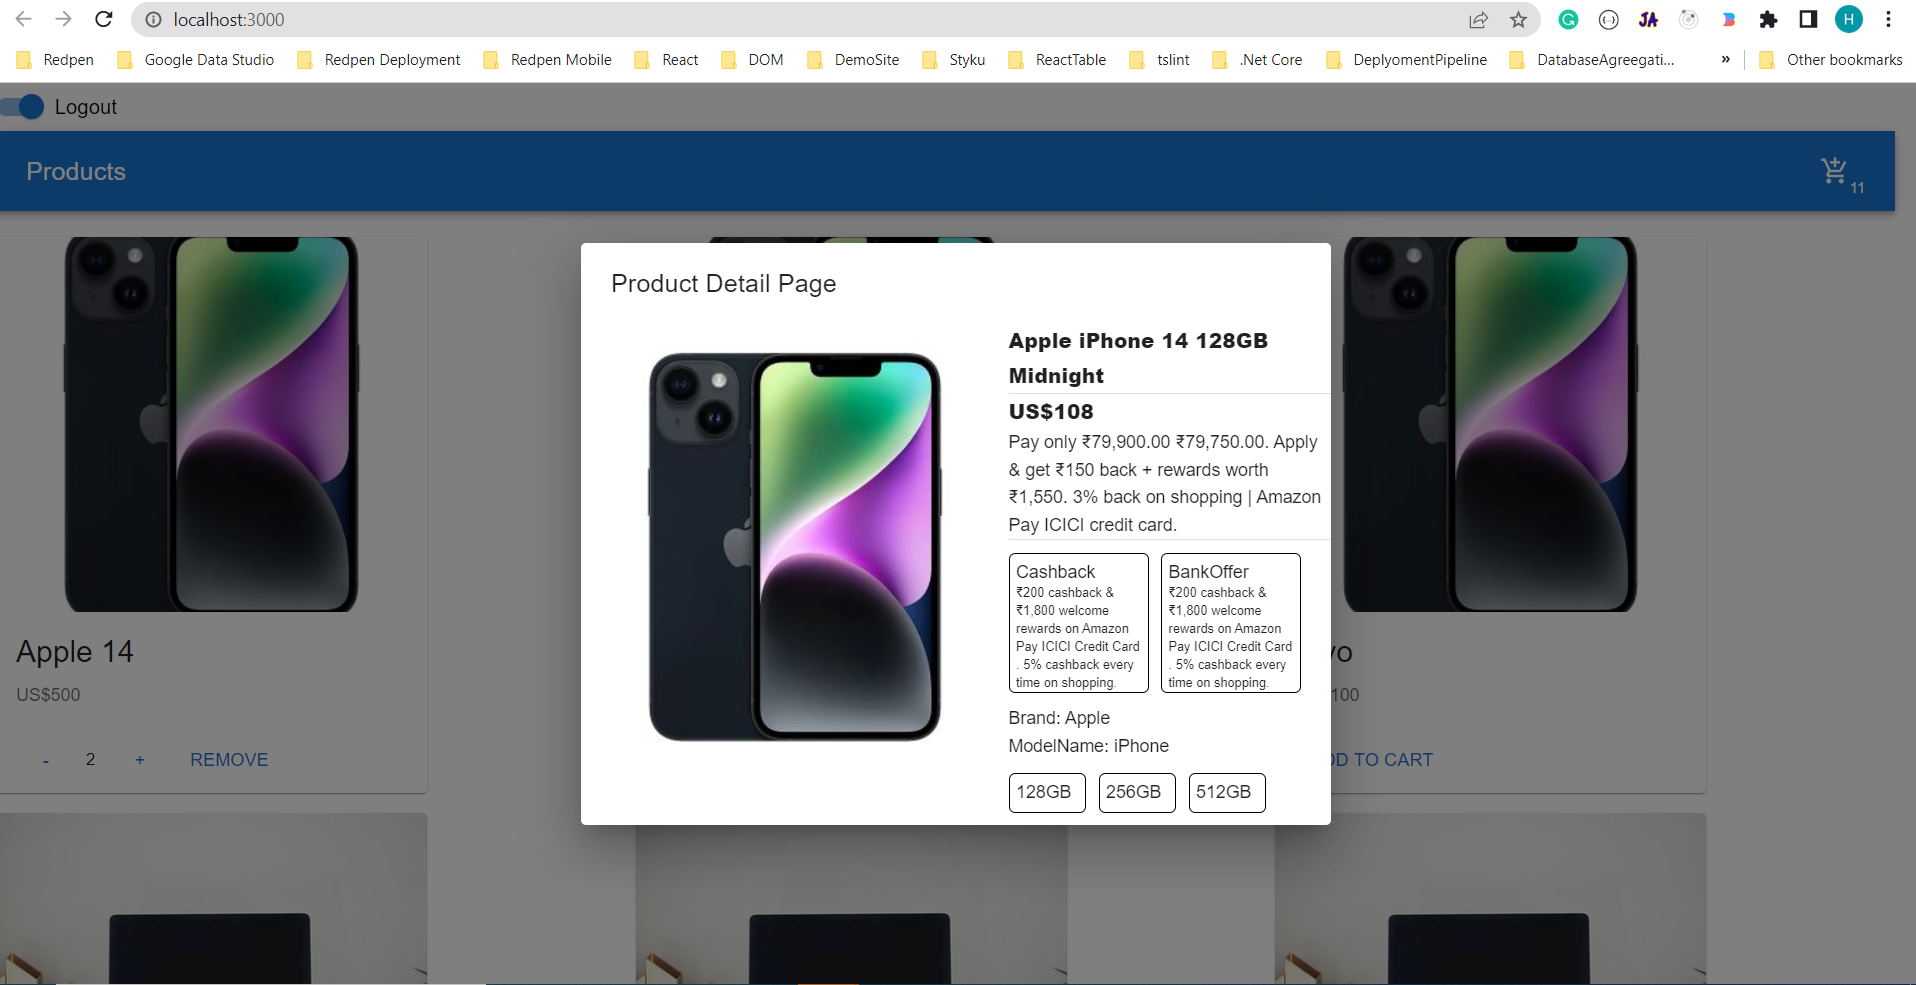 localhost:3000
JA
H
Redpen
Google Data Studio
Redpen Deployment
Redpen Mobile
React
DOM
DemoSite
Styku
ReactTable
tslint
.Net Core
DeplyomentPipeline
DatabaseAgreegati...
»
Other bookmarks
Logout
Products
11
Product Detail Page
Apple iPhone 14 128GB
Midnight
US$108
Pay only ₹79,900.00 ₹79,750.00. Apply
& get ₹150 back + rewards worth
₹1,550. 3% back on shopping | Amazon
Pay ICICI credit card.
Cashback
₹200 cashback &
₹1,800 welcome
rewards on Amazon
Pay ICICI Credit Card
. 5% cashback every
time on shopping.
BankOffer
₹200 cashback &
₹1,800 welcome
rewards on Amazon
Pay ICICI Credit Card
. 5% cashback every
time on shopping.
Brand: Apple
ModelName: iPhone
128GB 256GB 512GB
Apple 14
US$500
- 2 + REMOVE
100
TO CART